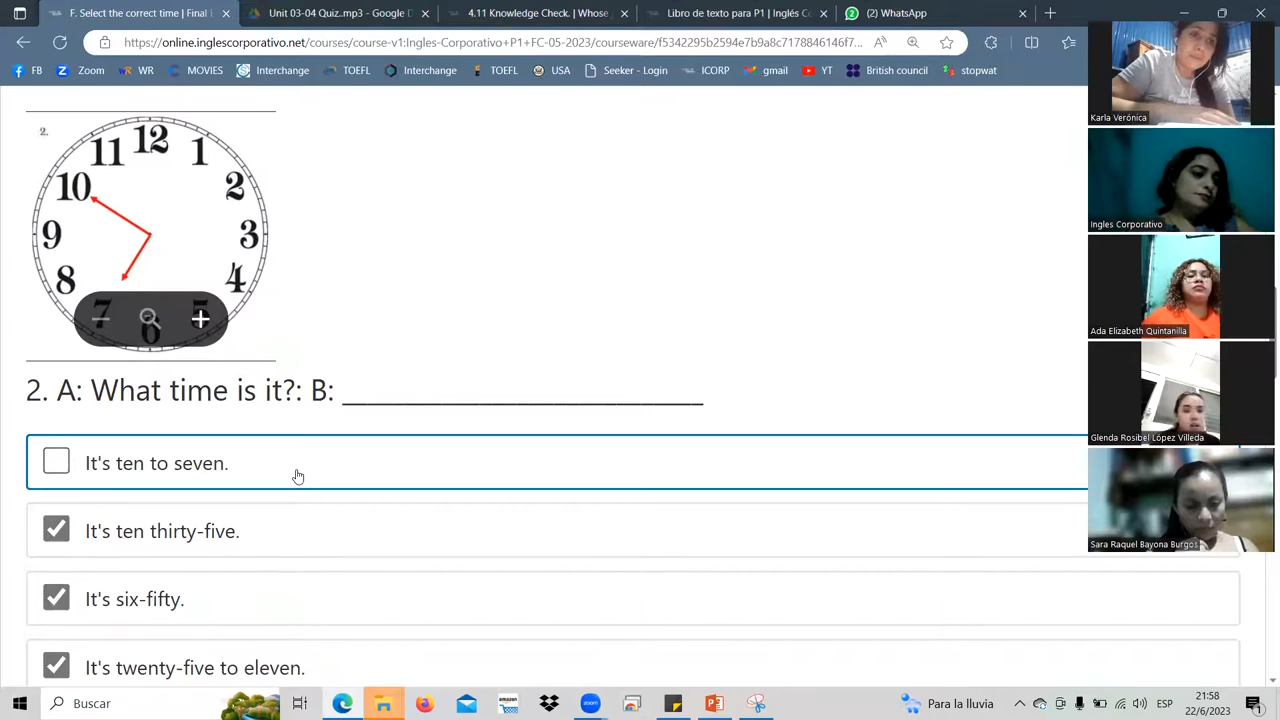 F. Select the correct time | Final E
Unit 03-04 Quiz..mp3 - Google D
4.11 Knowledge Check. | Whose
Libro de texto para P1 | Inglés Co
(2) WhatsApp
https://online.inglescorporativo.net/courses/course-v1:Ingles-Corporativo+P1+FC-05-2023/courseware/f5342295b2594e7b9a8c7178846146f7...
FB
Zoom
WR
MOVIES
Interchange
TOEFL
Interchange
TOEFL
USA
Seeker - Login
ICORP
gmail
YT
British council
stopwat
Karla Verónica
Ingles Corporativo
Ada Elizabeth Quintanilla
Glenda Rosibel López Villeda
Sara Raquel Bayona Burgos
2.
12
11
1
10
2
9
3
8
4
7
5
6
2. A: What time is it?: B: ________________________
It's ten to seven.
It's ten thirty-five.
It's six-fifty.
It's twenty-five to eleven.
Buscar
amazon
zoom
Para la lluvia
ESP
21:58
22/6/2023
1